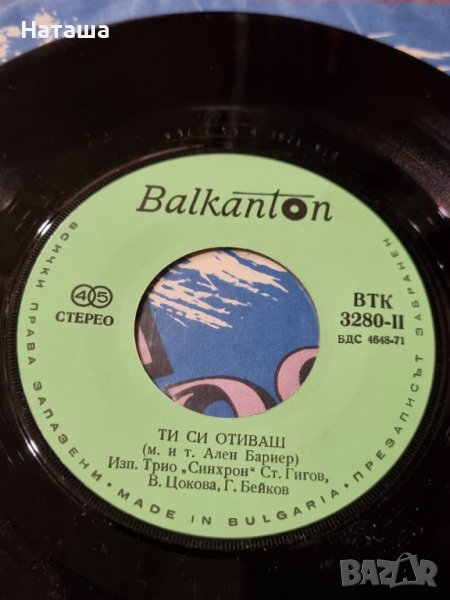 Наташа
Balkanton
ВСИЧКИ ПРАВА ЗАПАЗЕНИ • MADE IN BULGARIA • ПРЕЗАПИСЪТ ЗАБРАНЕН
45
СТЕРЕО
ВТК
3280-II
БДС 4648-71
ТИ СИ ОТИВАШ
(м. и т. Ален Бариер)
Изп. Трио „Синхрон" Ст. Гигов,
В. Цокова, Г. Бейков
BAZAR